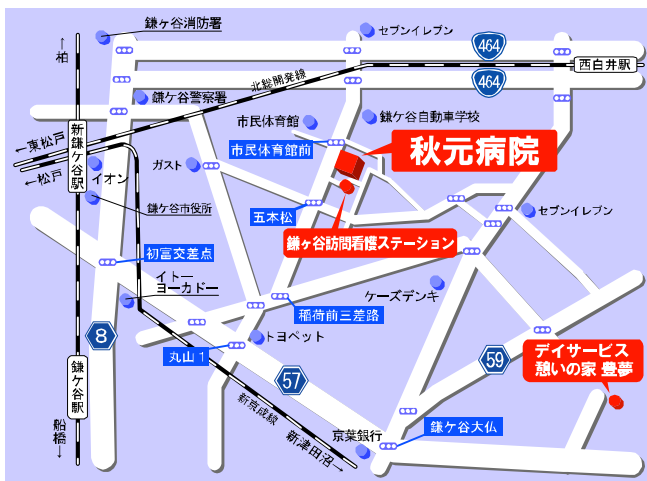 鎌ヶ谷消防署
セブンイレブン
464
↑柏
西白井駅
北総開発線
464
鎌ヶ谷警察署
市民体育館
鎌ケ谷自動車学校
←東松戸
新鎌ケ谷駅
市民体育館前
秋元病院
←松戸
イオン
ガスト
鎌ケ谷市役所
五本松
セブンイレブン
鎌ヶ谷訪問看護ステーション
初富交差点
イトー
ヨーカドー
ケーズデンキ
稲荷前三差路
8
トヨペット
丸山1
59
デイサービス
憩いの家 豊夢
57
鎌ケ谷駅
新京成線
京葉銀行
鎌ケ谷大仏
船橋↓
新津田沼→